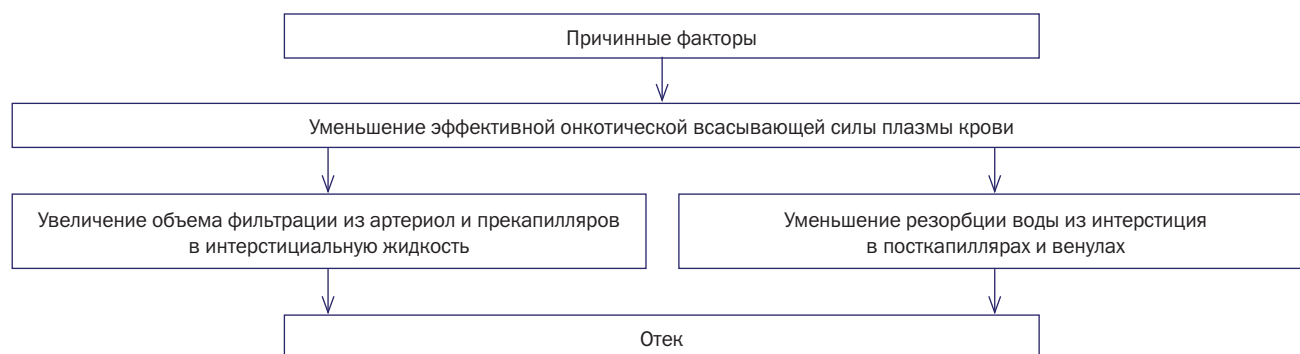 Причинные факторы
Уменьшение эффективной онкотической всасывающей силы плазмы крови
Увеличение объема фильтрации из артериол и прекапилляров
в интерстициальную жидкость
Уменьшение резорбции воды из интерстиция
в посткапиллярах и венулах
Отек